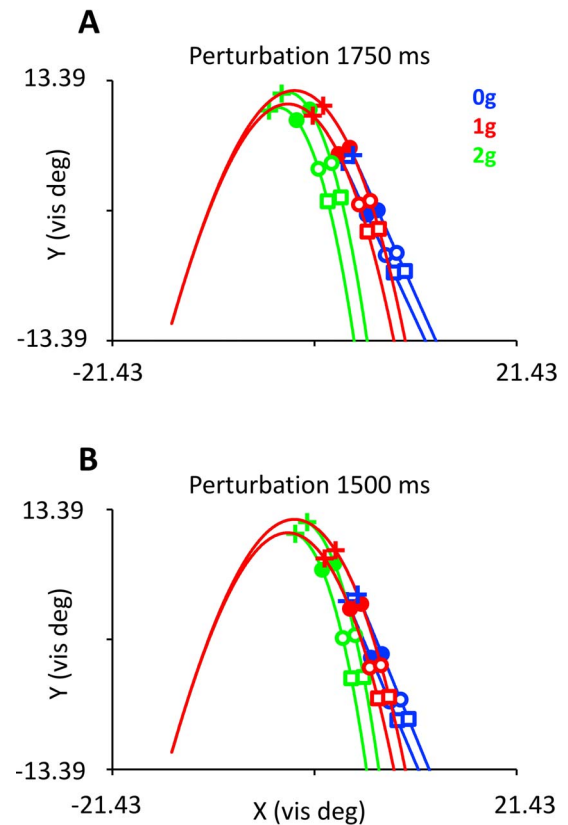 A
Perturbation 1750 ms
13.39
0g
1g
2g
Y (vis deg)
-13.39
-21.43
21.43
B
Perturbation 1500 ms
13.39
Y (vis deg)
-13.39
-21.43
X (vis deg)
21.43